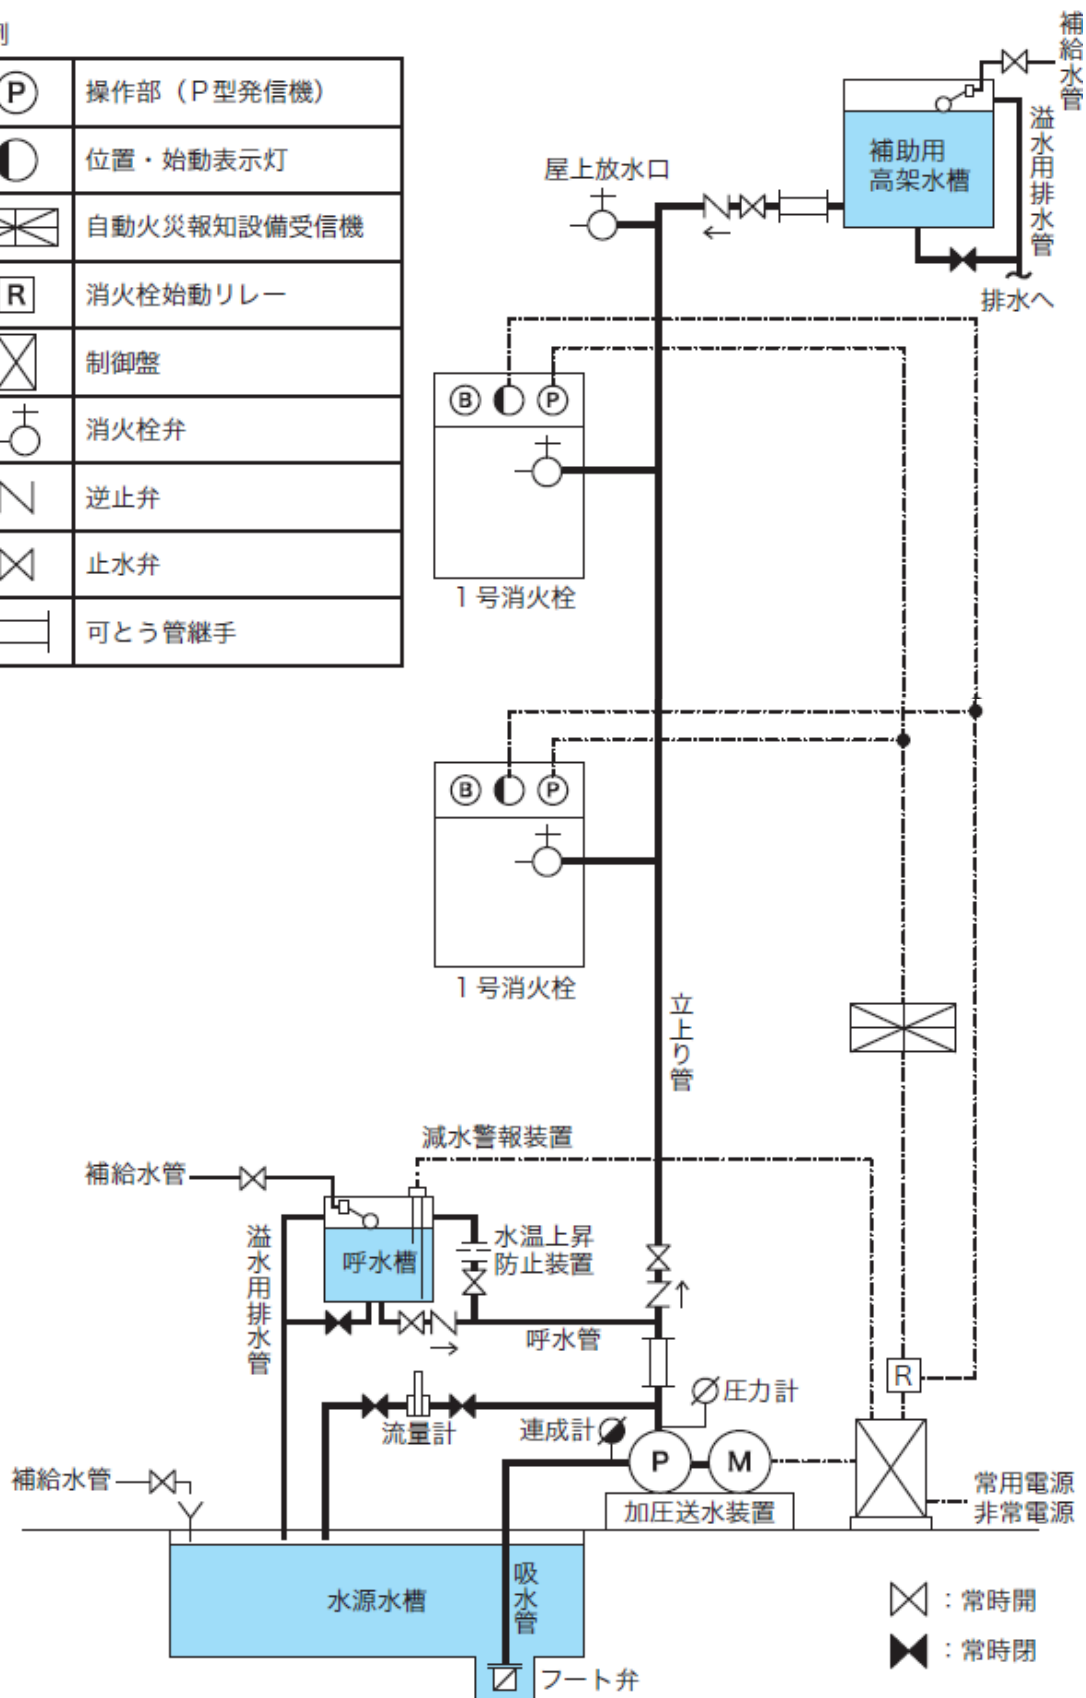 例
P 操作部（P型発信機）
位置・始動表示灯
自動火災報知設備受信機
R 消火栓始動リレー
制御盤
消火栓弁
逆止弁
止水弁
可とう管継手
補給水管
溢水用排水管
補助用
高架水槽
排水へ
屋上放水口
B P
1号消火栓
B P
1号消火栓
立上り管
減水警報装置
補給水管
溢水用排水管
呼水槽
水温上昇
防止装置
呼水管
流量計
連成計
圧力計
R
P M
加圧送水装置
常用電源
非常電源
補給水管
水源水槽
吸水管
フート弁
：常時開
：常時閉